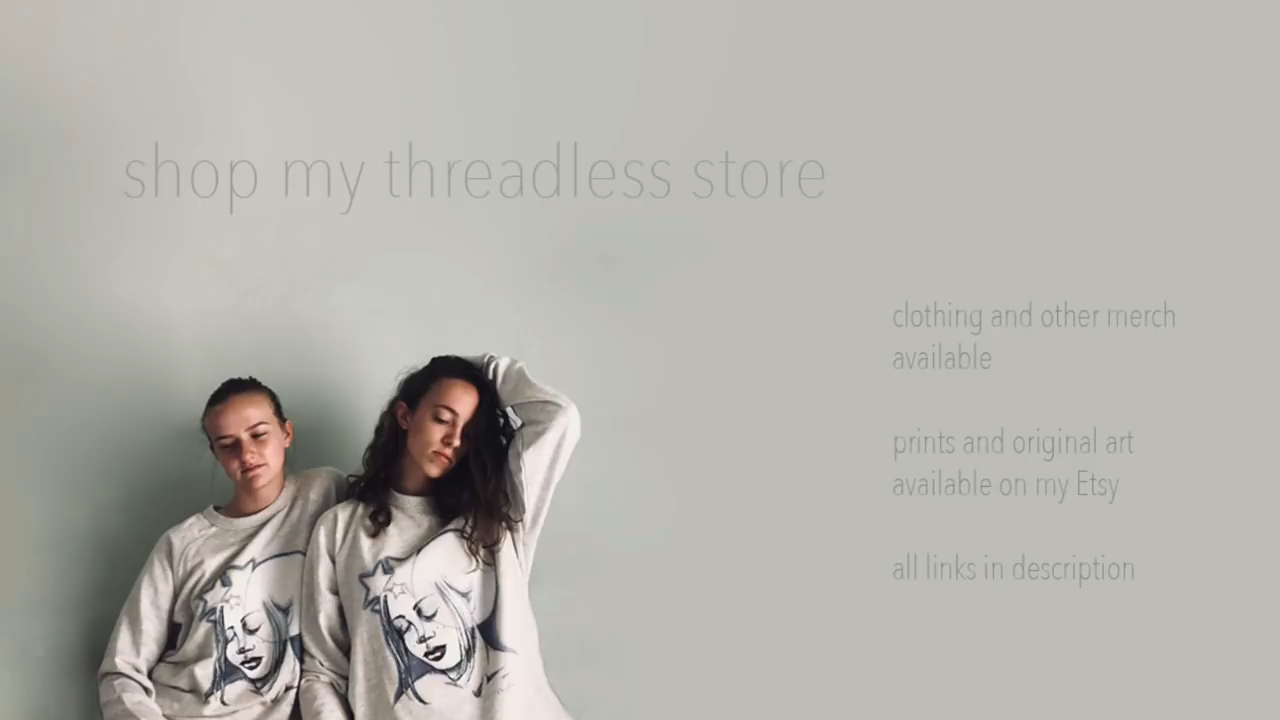 shop my threadless store
clothing and other merch
available
prints and original art
available on my Etsy
all links in description